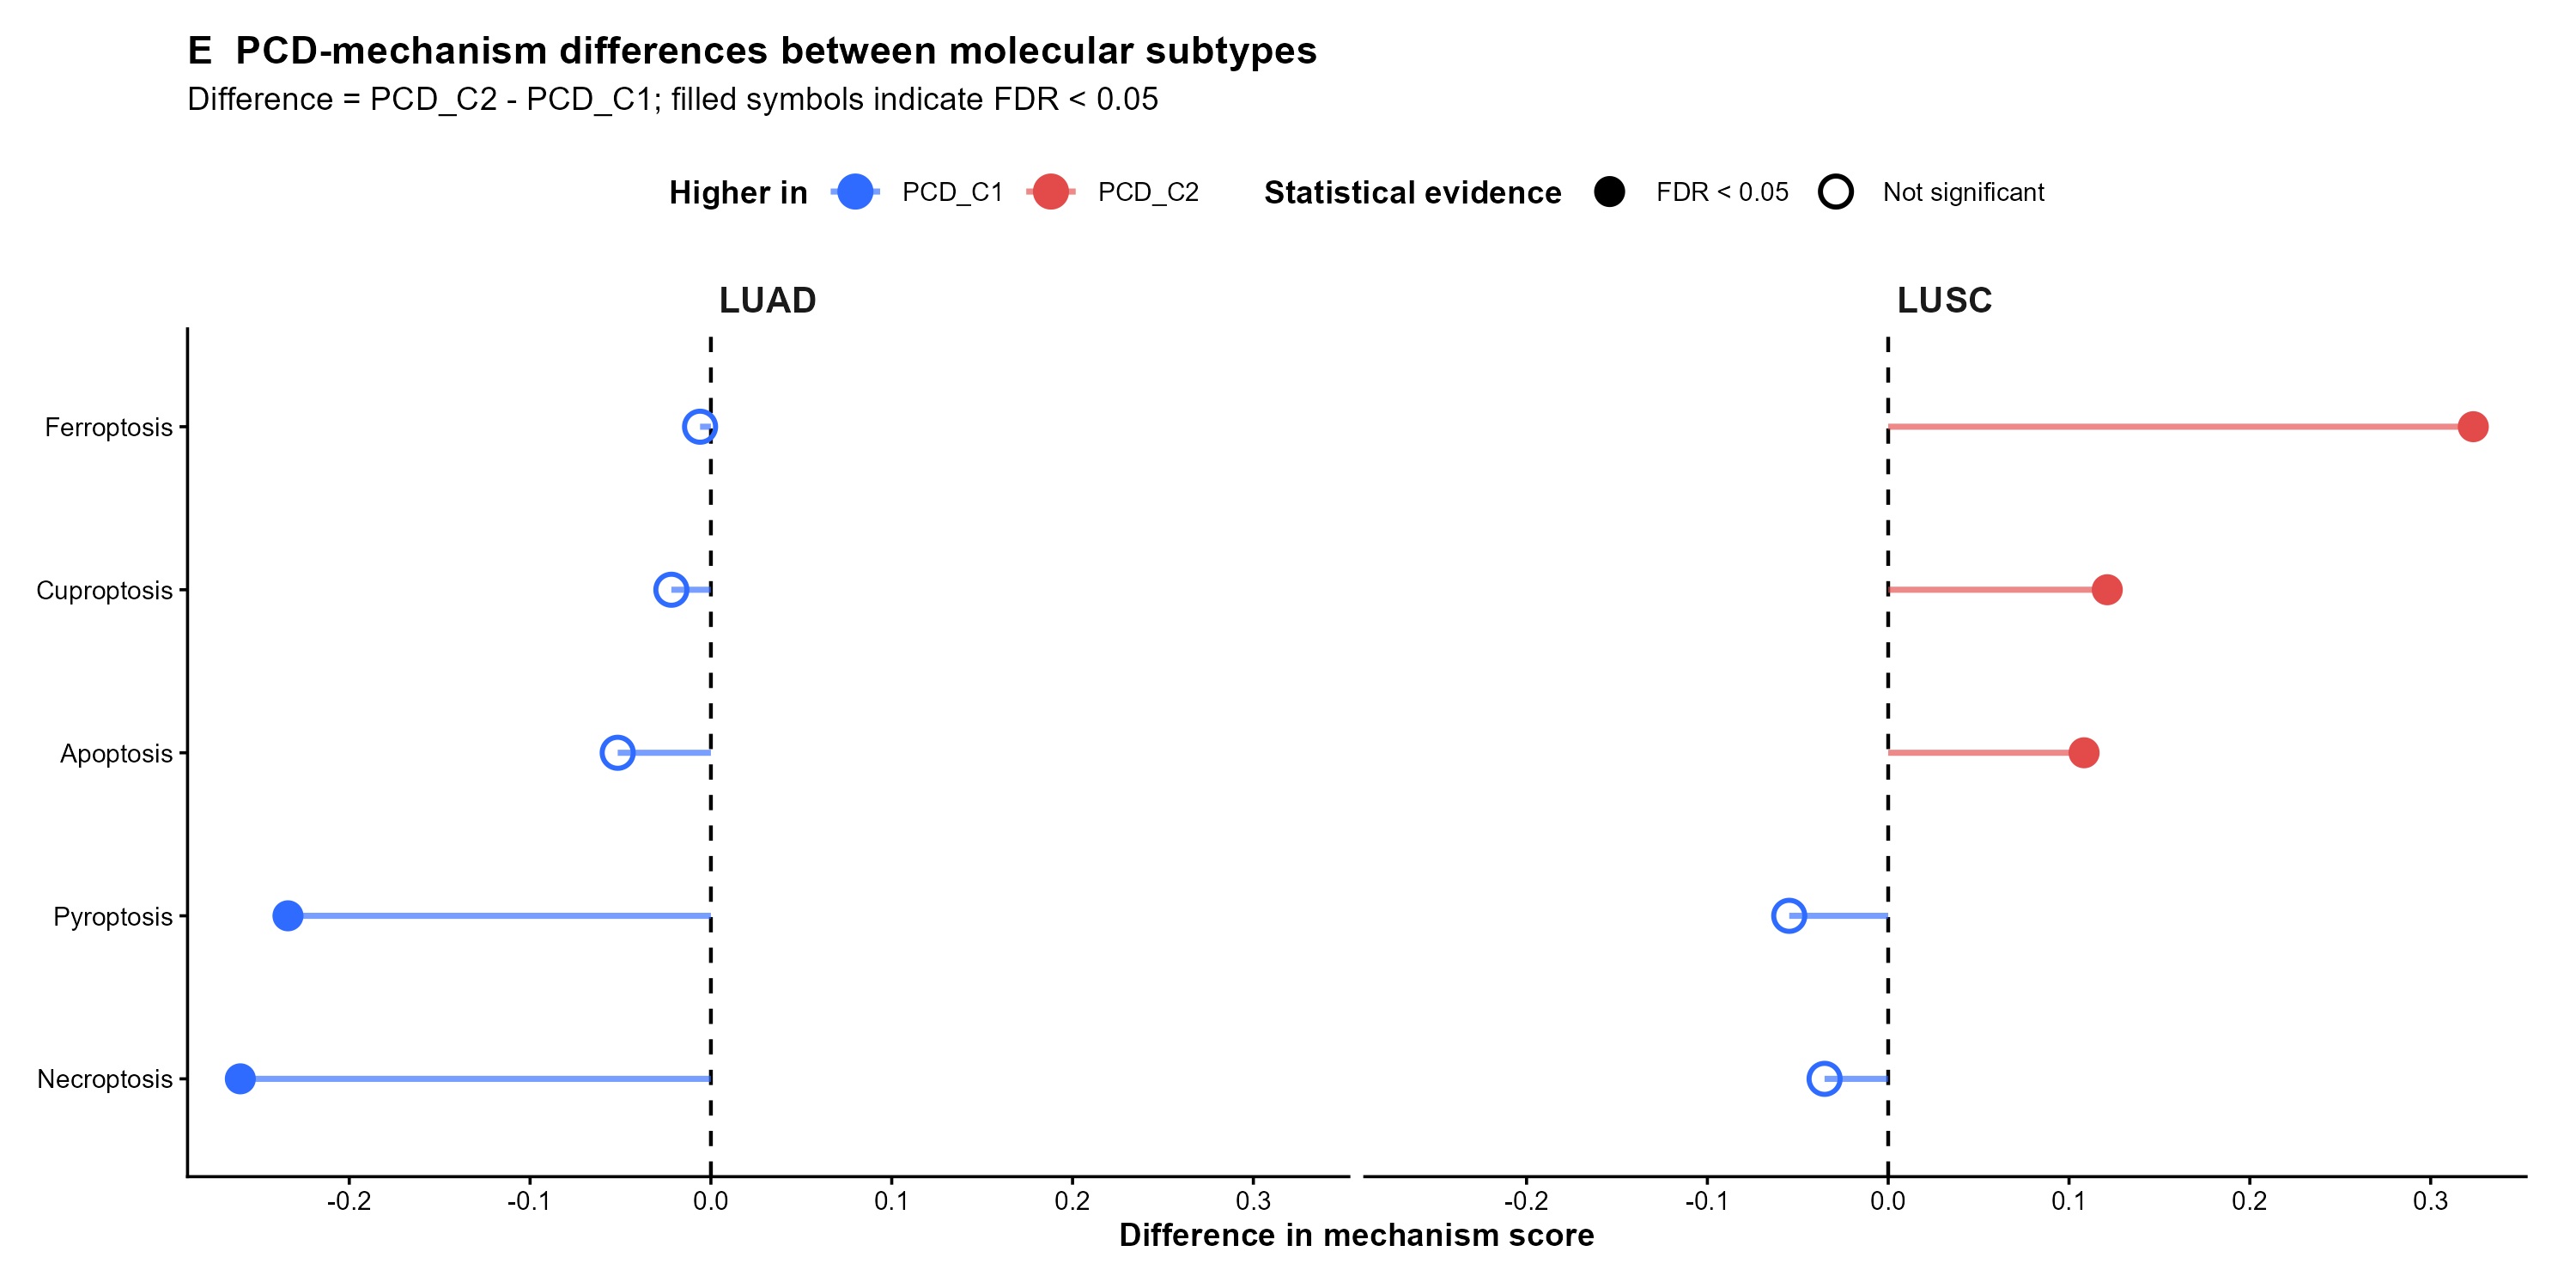 E  PCD-mechanism differences between molecular subtypes
Difference = PCD_C2 - PCD_C1; filled symbols indicate FDR < 0.05
Higher in PCD_C1 PCD_C2 Statistical evidence FDR < 0.05 Not significant
LUAD LUSC
Ferroptosis
Cuproptosis
Apoptosis
Pyroptosis
Necroptosis
-0.2 -0.1 0.0 0.1 0.2 0.3 -0.2 -0.1 0.0 0.1 0.2 0.3
Difference in mechanism score